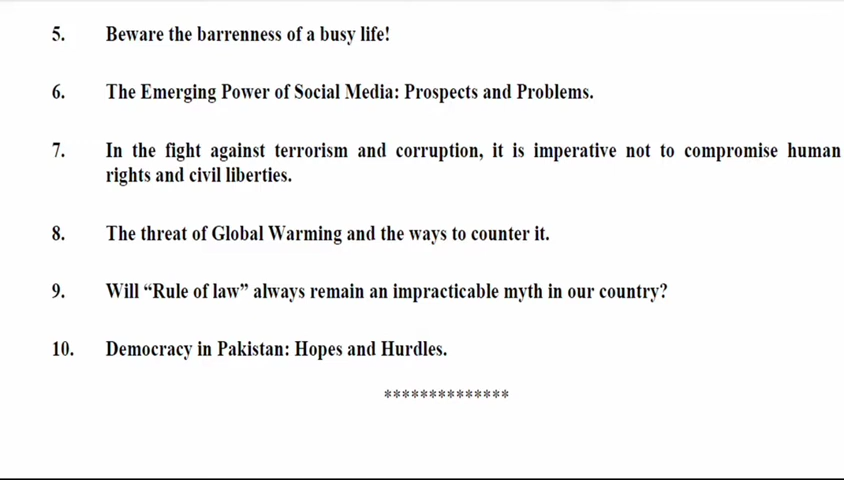 5. Beware the barrenness of a busy life!
6. The Emerging Power of Social Media: Prospects and Problems.
7. In the fight against terrorism and corruption, it is imperative not to compromise human
rights and civil liberties.
8. The threat of Global Warming and the ways to counter it.
9. Will “Rule of law” always remain an impracticable myth in our country?
10. Democracy in Pakistan: Hopes and Hurdles.
**************